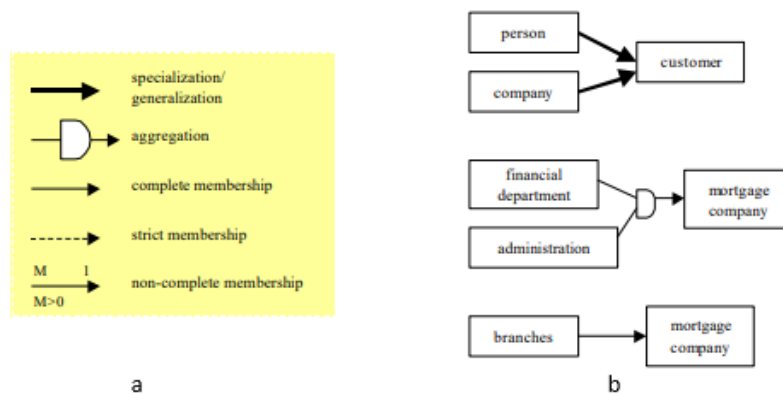 specialization/
generalization
aggregation
complete membership
strict membership
M 1
M>0
non-complete membership
a
person
company
customer
financial
department
administration
mortgage
company
branches
mortgage
company
b